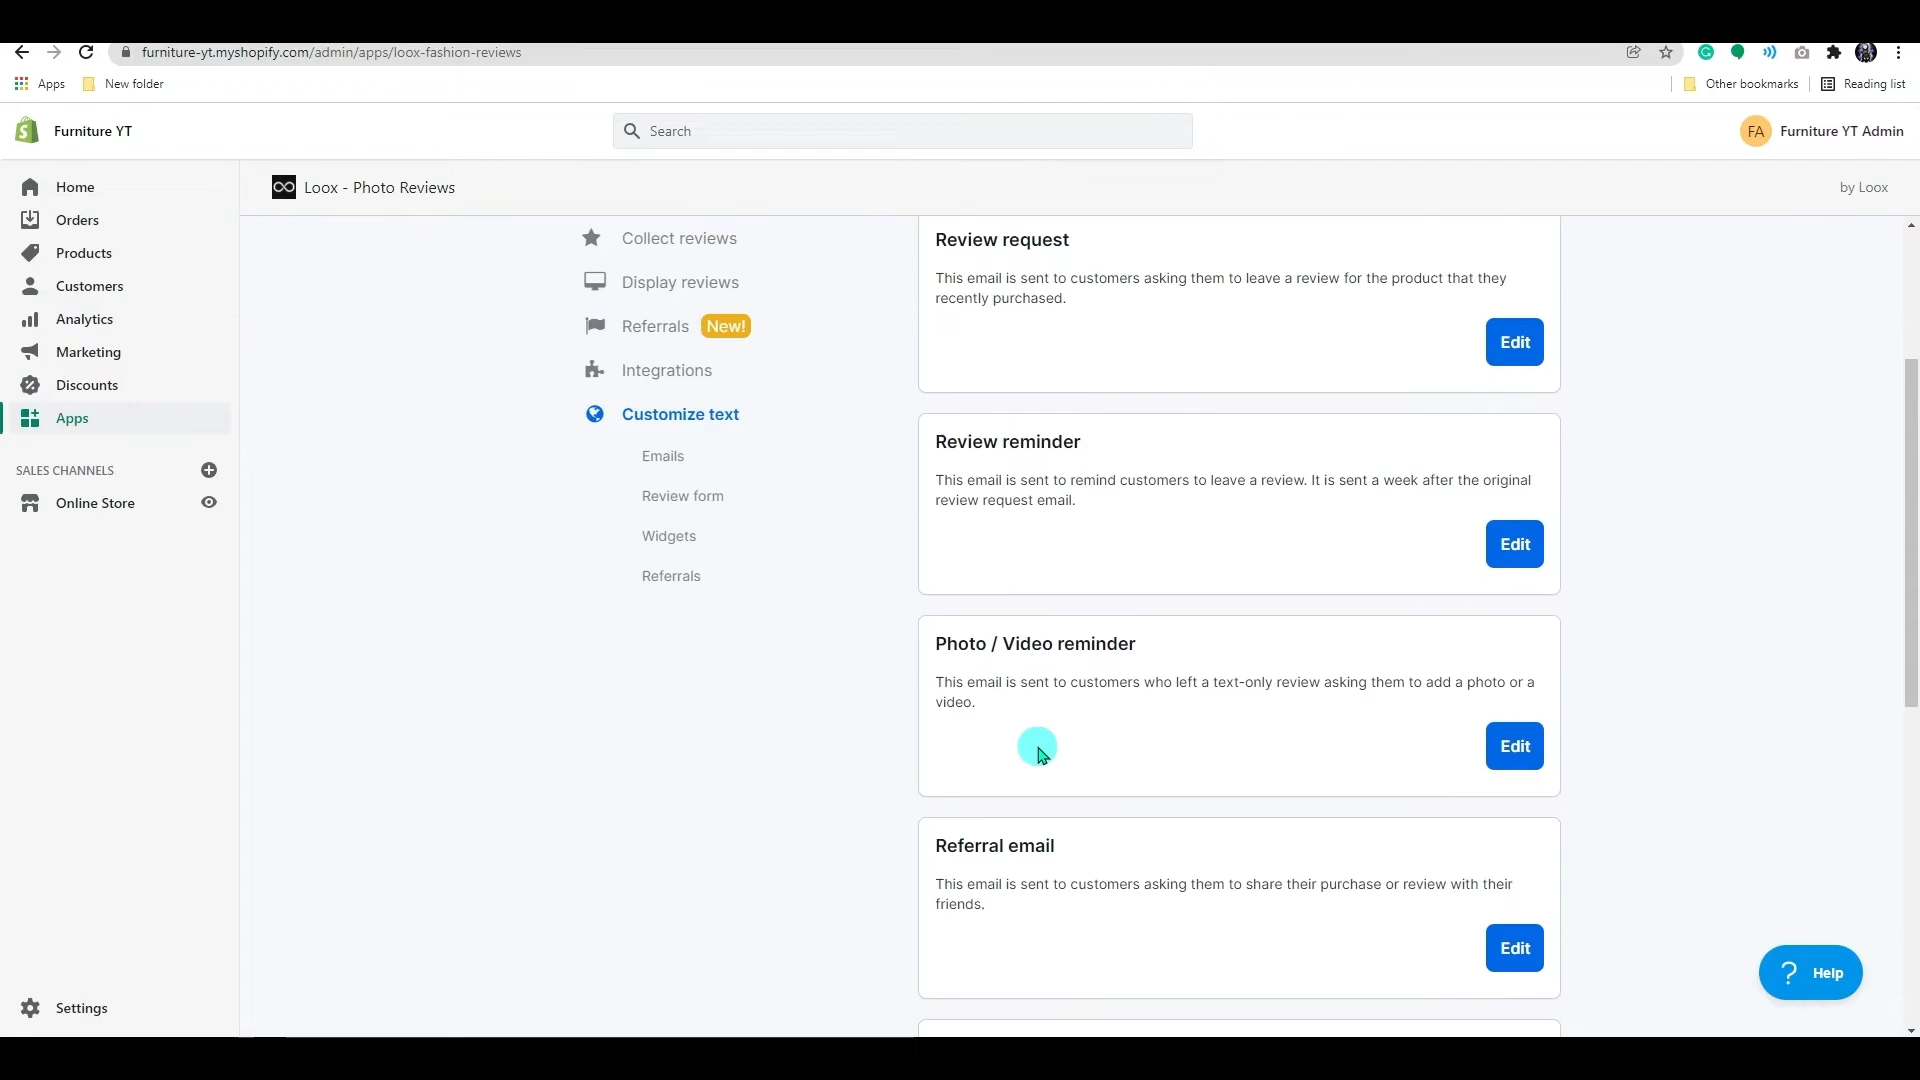 furniture-yt.myshopify.com/admin/apps/loox-fashion-reviews
Apps
New folder
Other bookmarks
Reading list
Furniture YT
Search
FA
Furniture YT Admin
Home
Orders
Products
Customers
Analytics
Marketing
Discounts
Apps
SALES CHANNELS
Online Store
Settings
Loox - Photo Reviews
by Loox
Collect reviews
Display reviews
Referrals New!
Integrations
Customize text
Emails
Review form
Widgets
Referrals
Review request
This email is sent to customers asking them to leave a review for the product that they
recently purchased.
Edit
Review reminder
This email is sent to remind customers to leave a review. It is sent a week after the original
review request email.
Edit
Photo / Video reminder
This email is sent to customers who left a text-only review asking them to add a photo or a
video.
Edit
Referral email
This email is sent to customers asking them to share their purchase or review with their
friends.
Edit
? Help